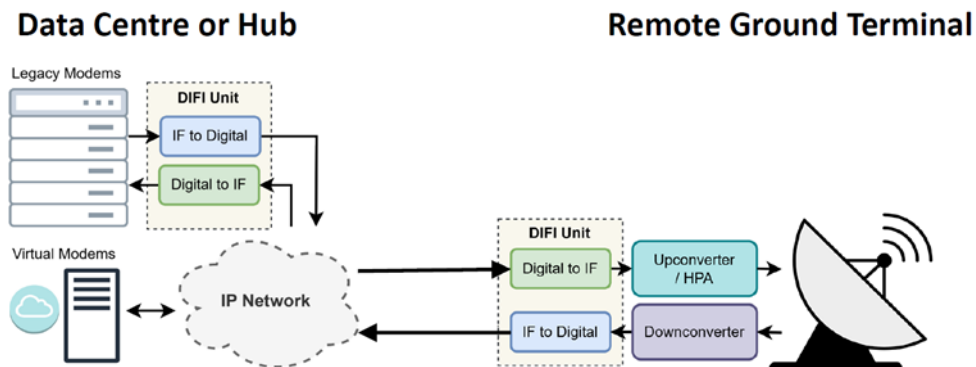 Data Centre or Hub
Remote Ground Terminal
Legacy Modems
DIFI Unit
IF to Digital
Digital to IF
Virtual Modems
IP Network
DIFI Unit
Digital to IF
Upconverter
/ HPA
IF to Digital
Downconverter